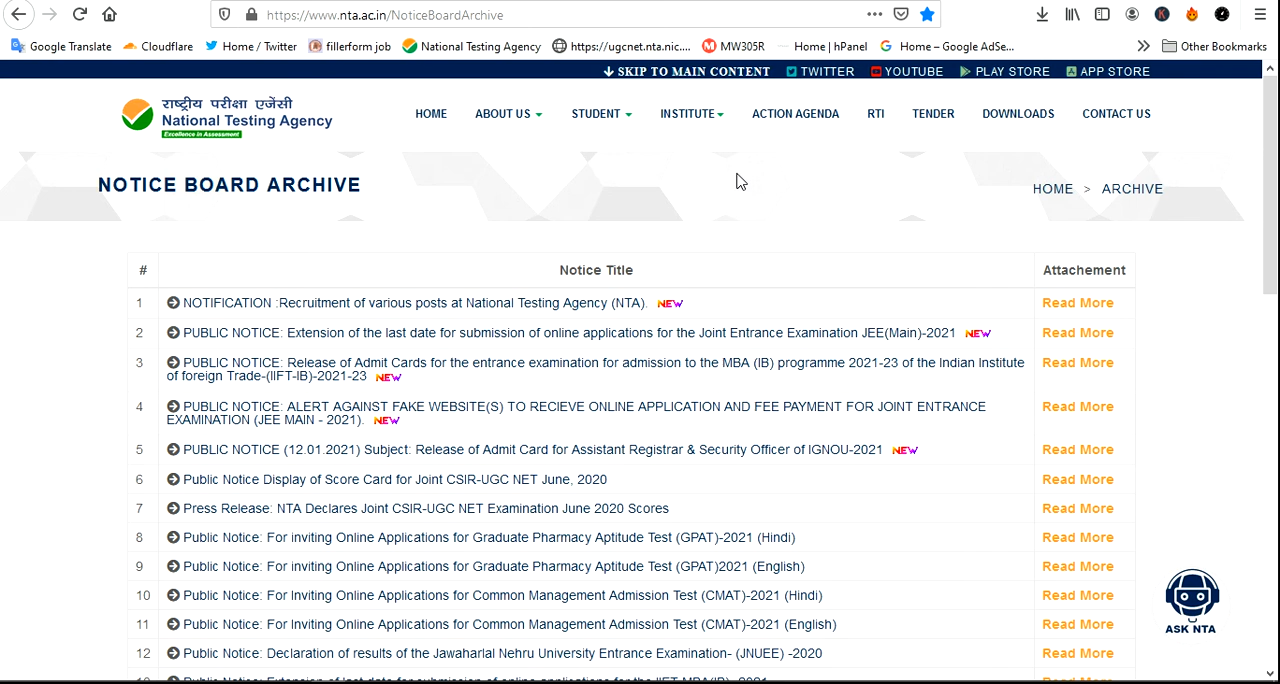 https://www.nta.ac.in/NoticeBoardArchive
Google Translate Cloudflare Home / Twitter fillerform job National Testing Agency https://ugcnet.nta.nic.... MW305R Home | hPanel Home – Google AdSe... Other Bookmarks
SKIP TO MAIN CONTENT TWITTER YOUTUBE PLAY STORE APP STORE
राष्ट्रीय परीक्षा एजेंसी
National Testing Agency
Excellence in Assessment
HOME ABOUT US STUDENT INSTITUTE ACTION AGENDA RTI TENDER DOWNLOADS CONTACT US
NOTICE BOARD ARCHIVE
HOME > ARCHIVE
# Notice Title Attachement
1 NOTIFICATION :Recruitment of various posts at National Testing Agency (NTA). NEW Read More
2 PUBLIC NOTICE: Extension of the last date for submission of online applications for the Joint Entrance Examination JEE(Main)-2021 NEW Read More
3 PUBLIC NOTICE: Release of Admit Cards for the entrance examination for admission to the MBA (IB) programme 2021-23 of the Indian Institute Read More
of foreign Trade-(IIFT-IB)-2021-23 NEW
4 PUBLIC NOTICE: ALERT AGAINST FAKE WEBSITE(S) TO RECIEVE ONLINE APPLICATION AND FEE PAYMENT FOR JOINT ENTRANCE Read More
EXAMINATION (JEE MAIN - 2021). NEW
5 PUBLIC NOTICE (12.01.2021) Subject: Release of Admit Card for Assistant Registrar & Security Officer of IGNOU-2021 NEW Read More
6 Public Notice Display of Score Card for Joint CSIR-UGC NET June, 2020 Read More
7 Press Release: NTA Declares Joint CSIR-UGC NET Examination June 2020 Scores Read More
8 Public Notice: For inviting Online Applications for Graduate Pharmacy Aptitude Test (GPAT)-2021 (Hindi) Read More
9 Public Notice: For inviting Online Applications for Graduate Pharmacy Aptitude Test (GPAT)2021 (English) Read More
10 Public Notice: For Inviting Online Applications for Common Management Admission Test (CMAT)-2021 (Hindi) Read More
11 Public Notice: For Inviting Online Applications for Common Management Admission Test (CMAT)-2021 (English) Read More
12 Public Notice: Declaration of results of the Jawaharlal Nehru University Entrance Examination- (JNUEE) -2020 Read More
ASK NTA